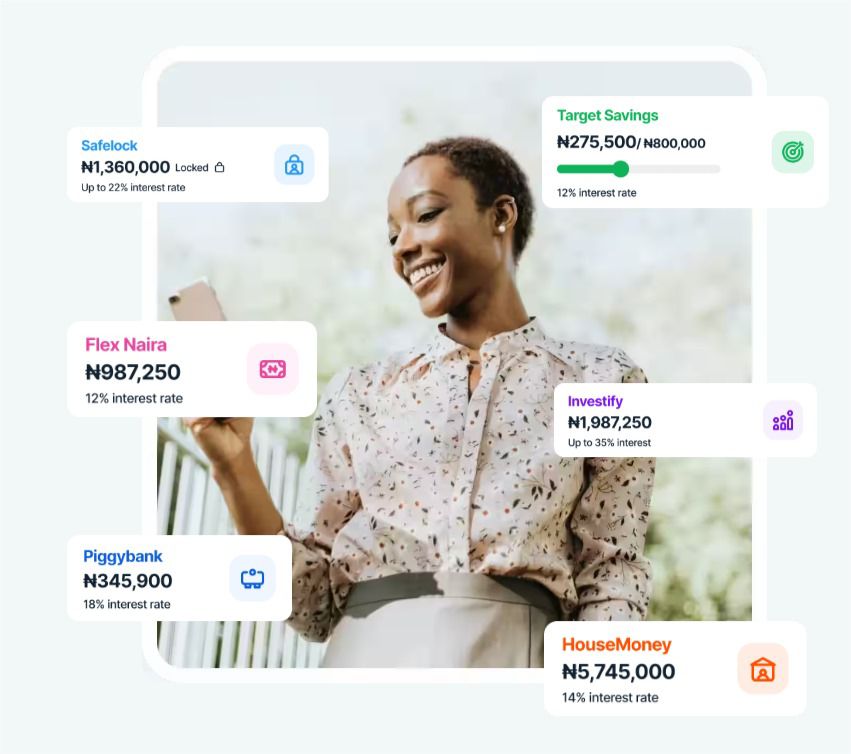 Safelock
₦1,360,000 Locked
Up to 22% interest rate
Target Savings
₦275,500/ ₦800,000
12% interest rate
Flex Naira
₦987,250
12% interest rate
Investify
₦1,987,250
Up to 35% interest
Piggybank
₦345,900
18% interest rate
HouseMoney
₦5,745,000
14% interest rate